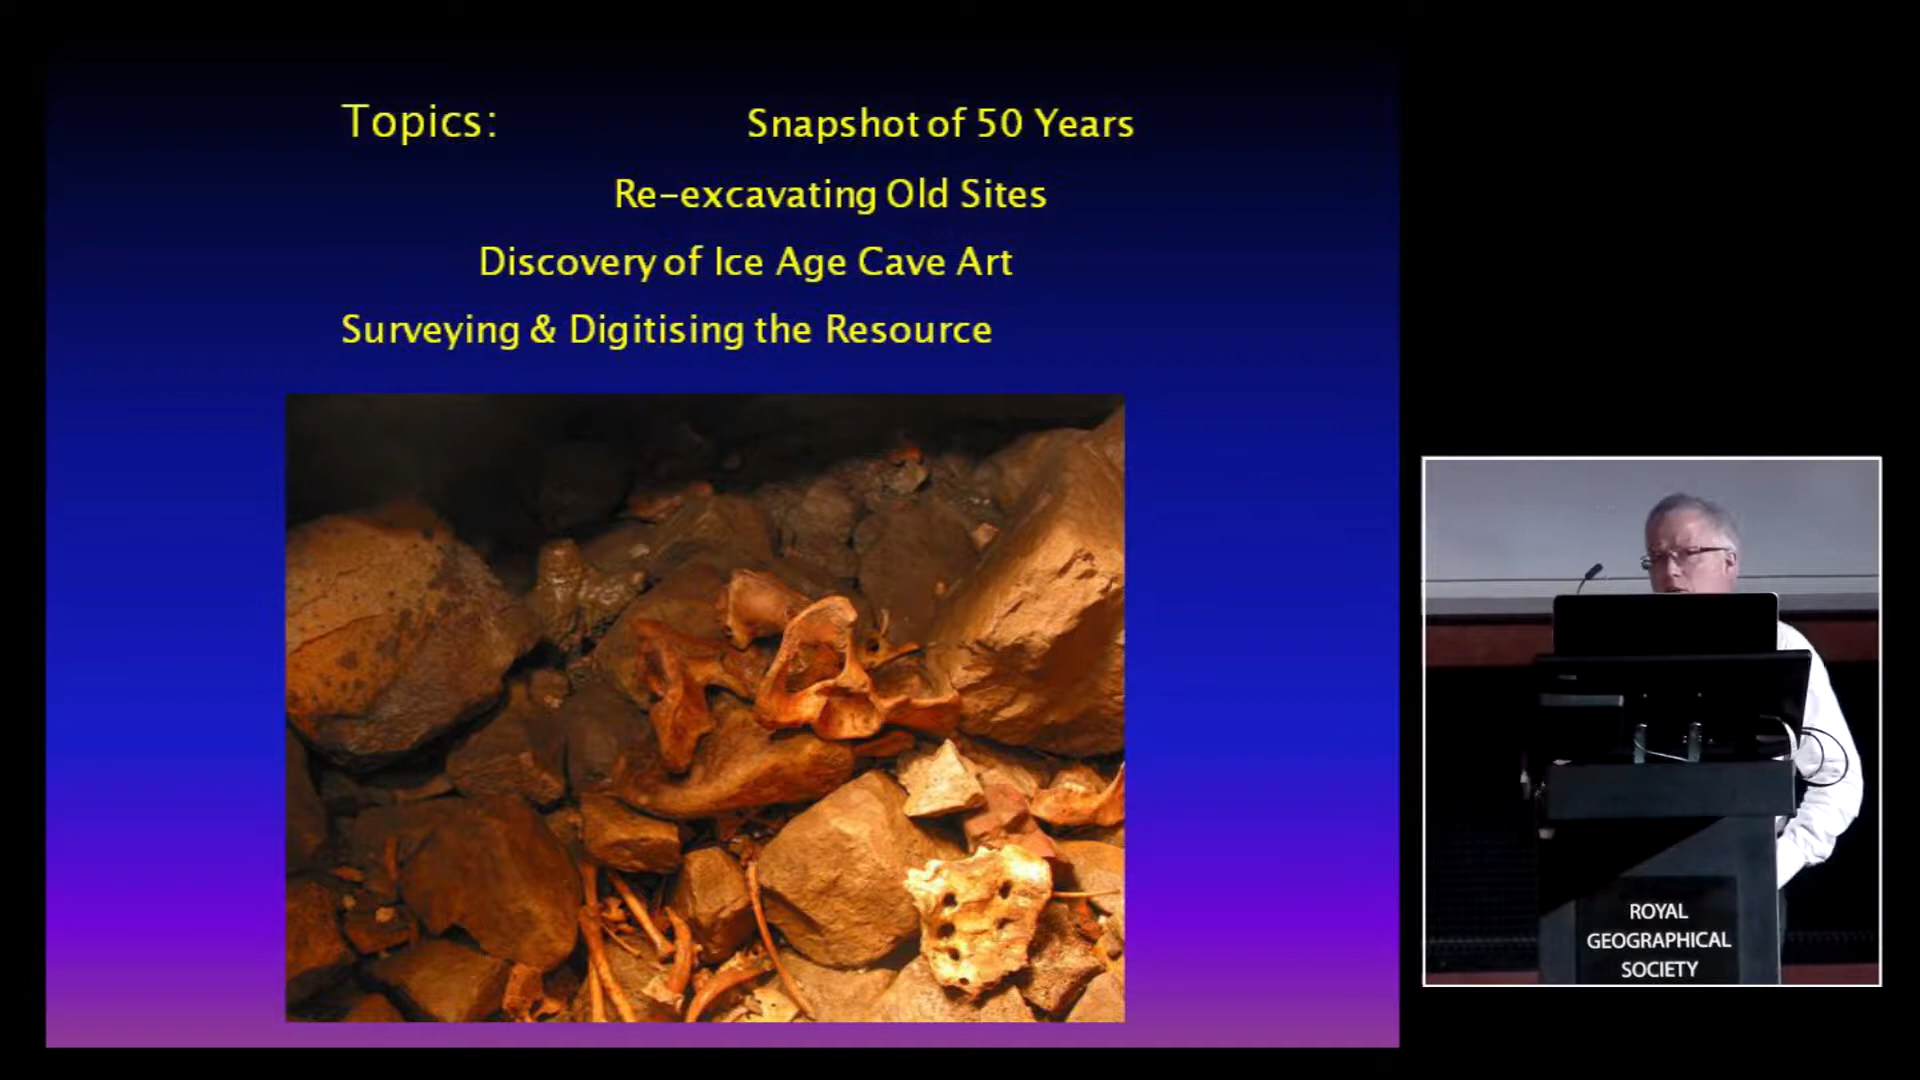 Topics: Snapshot of 50 Years
Re-excavating Old Sites
Discovery of Ice Age Cave Art
Surveying & Digitising the Resource
ROYAL
GEOGRAPHICAL
SOCIETY